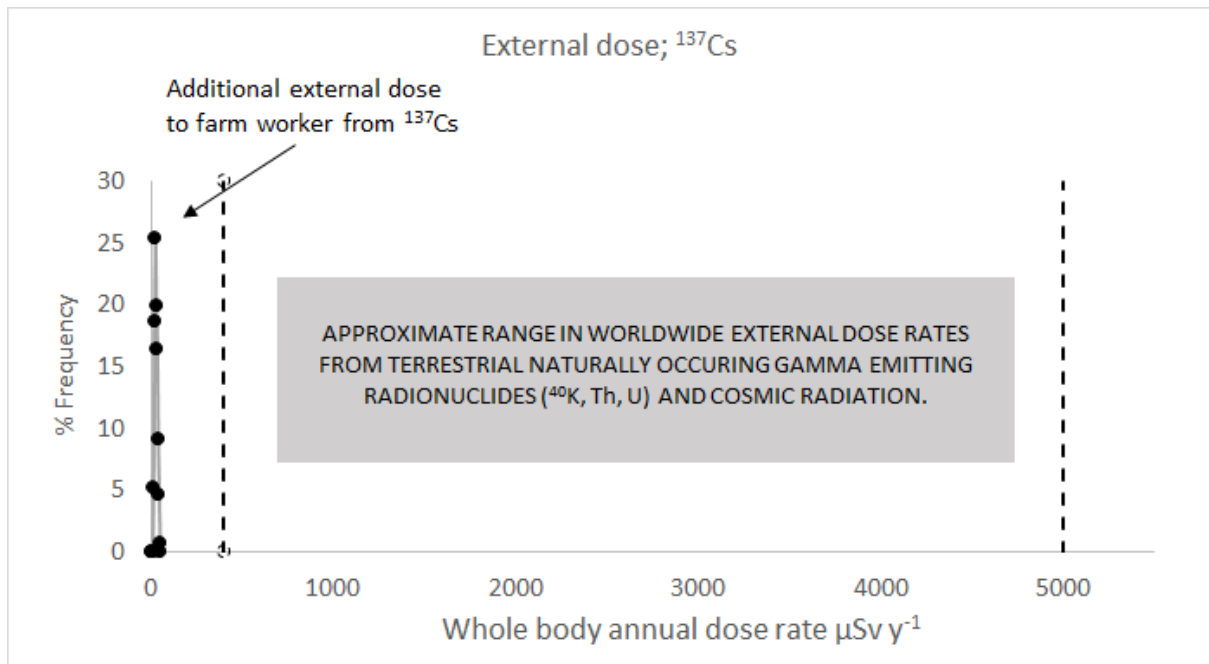 External dose; ¹³⁷Cs
Additional external dose
to farm worker from ¹³⁷Cs
30
25
20
15
10
5
0
% Frequency
APPROXIMATE RANGE IN WORLDWIDE EXTERNAL DOSE RATES
FROM TERRESTRIAL NATURALLY OCCURING GAMMA EMITTING
RADIONUCLIDES (⁴⁰K, Th, U) AND COSMIC RADIATION.
0 1000 2000 3000 4000 5000
Whole body annual dose rate µSv y⁻¹